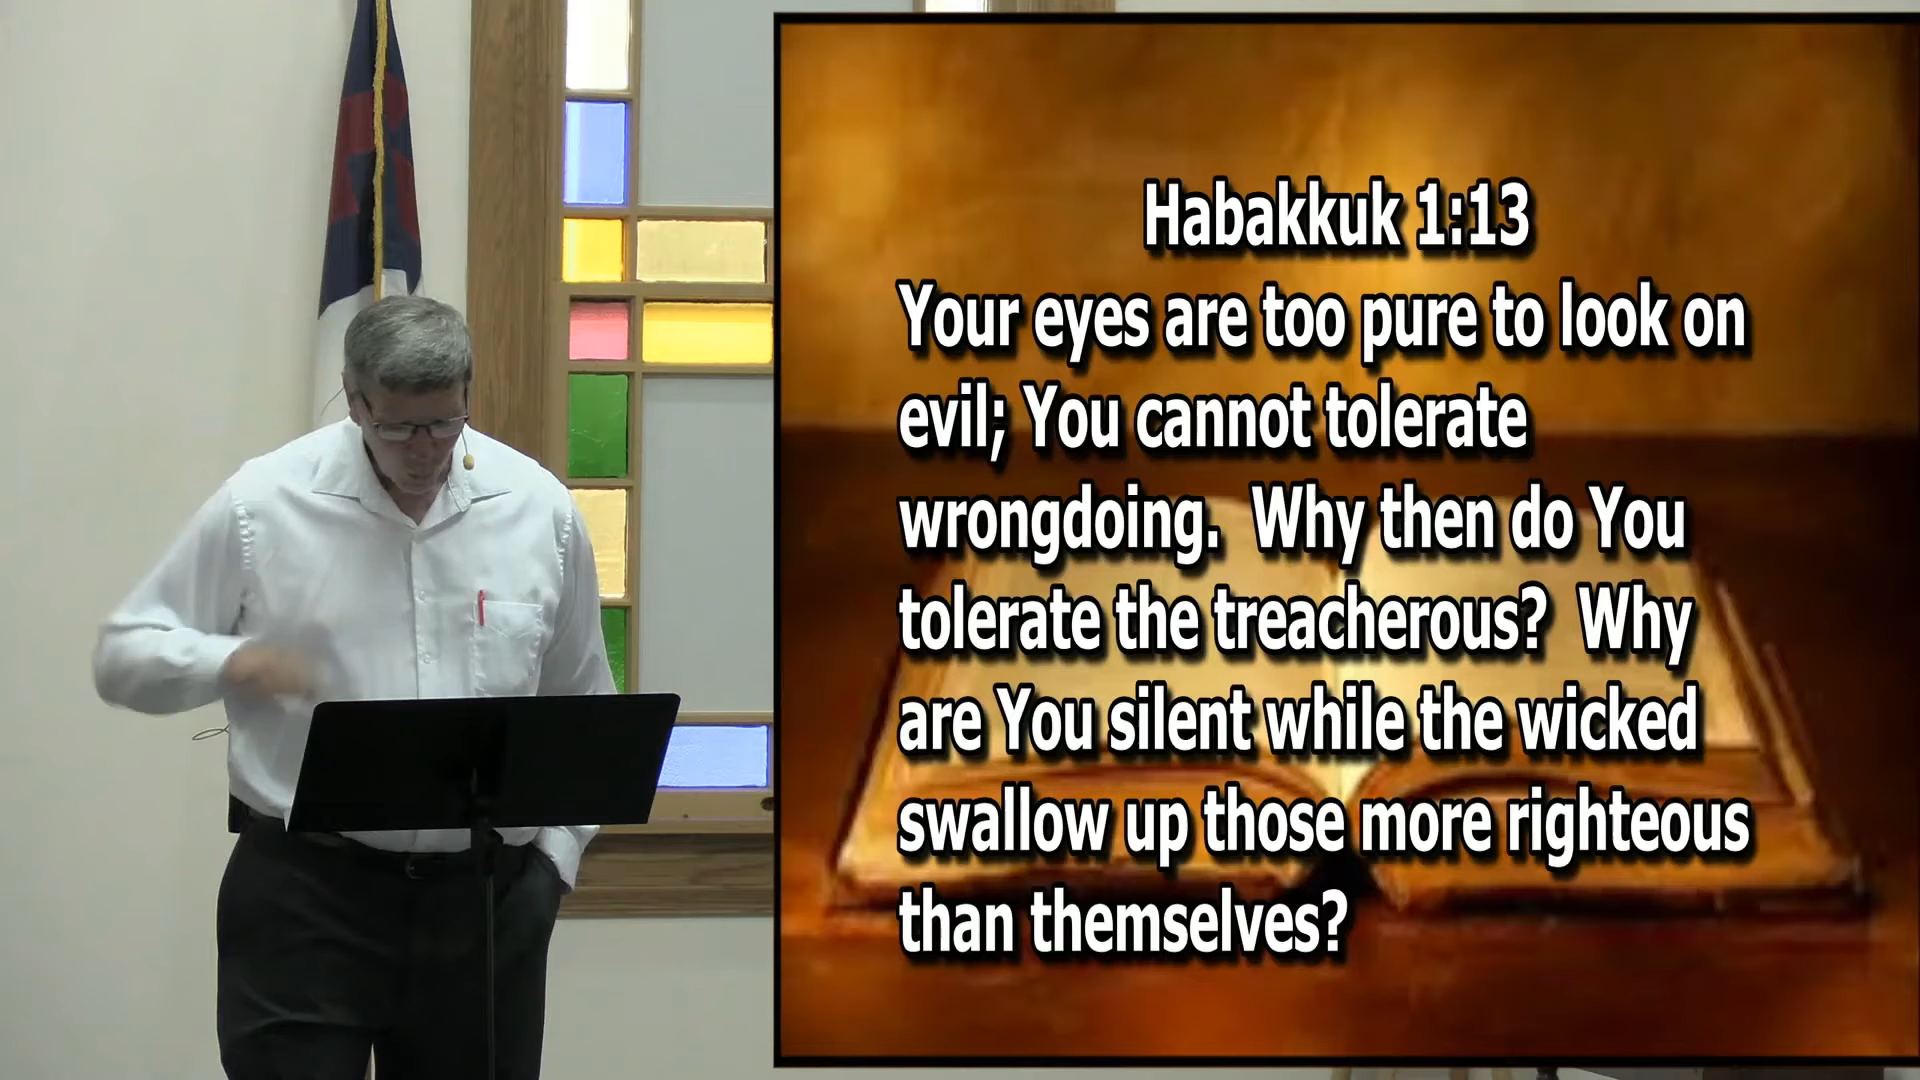 Habakkuk 1:13
Your eyes are too pure to look on
evil; You cannot tolerate
wrongdoing.  Why then do You
tolerate the treacherous?  Why
are You silent while the wicked
swallow up those more righteous
than themselves?